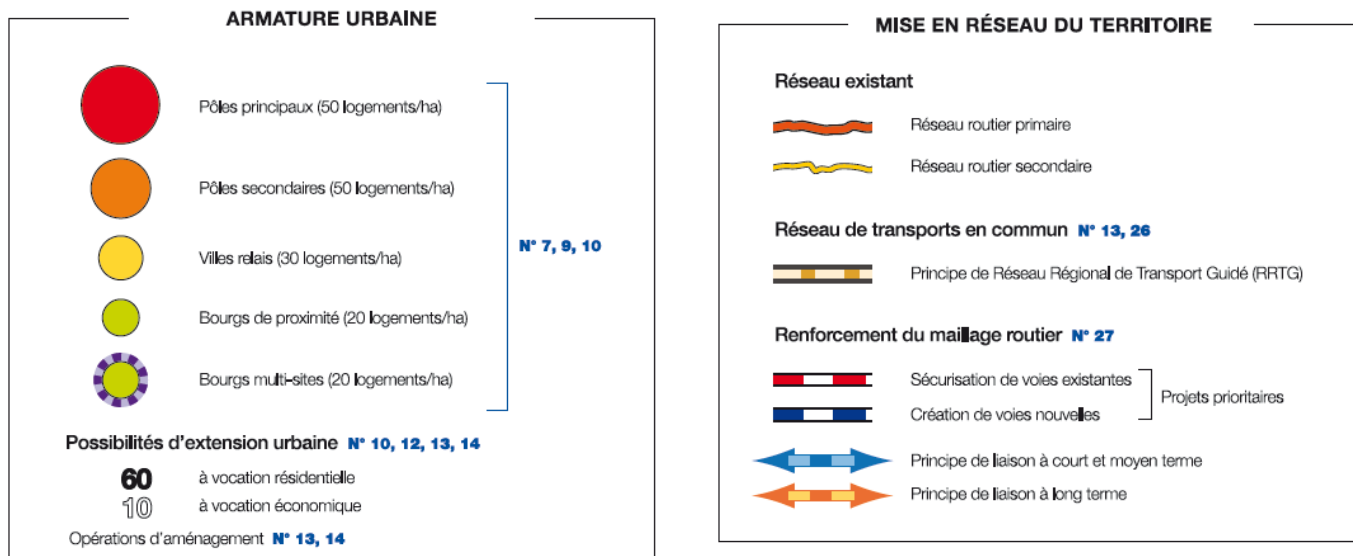 ARMATURE URBAINE
Pôles principaux (50 logements/ha)
Pôles secondaires (50 logements/ha)
Villes relais (30 logements/ha)
N° 7, 9, 10
Bourgs de proximité (20 logements/ha)
Bourgs multi-sites (20 logements/ha)
Possibilités d'extension urbaine N° 10, 12, 13, 14
60 à vocation résidentielle
10 à vocation économique
Opérations d'aménagement N° 13, 14
MISE EN RÉSEAU DU TERRITOIRE
Réseau existant
Réseau routier primaire
Réseau routier secondaire
Réseau de transports en commun N° 13, 26
Principe de Réseau Régional de Transport Guidé (RRTG)
Renforcement du maillage routier N° 27
Sécurisation de voies existantes
Projets prioritaires
Création de voies nouvelles
Principe de liaison à court et moyen terme
Principe de liaison à long terme